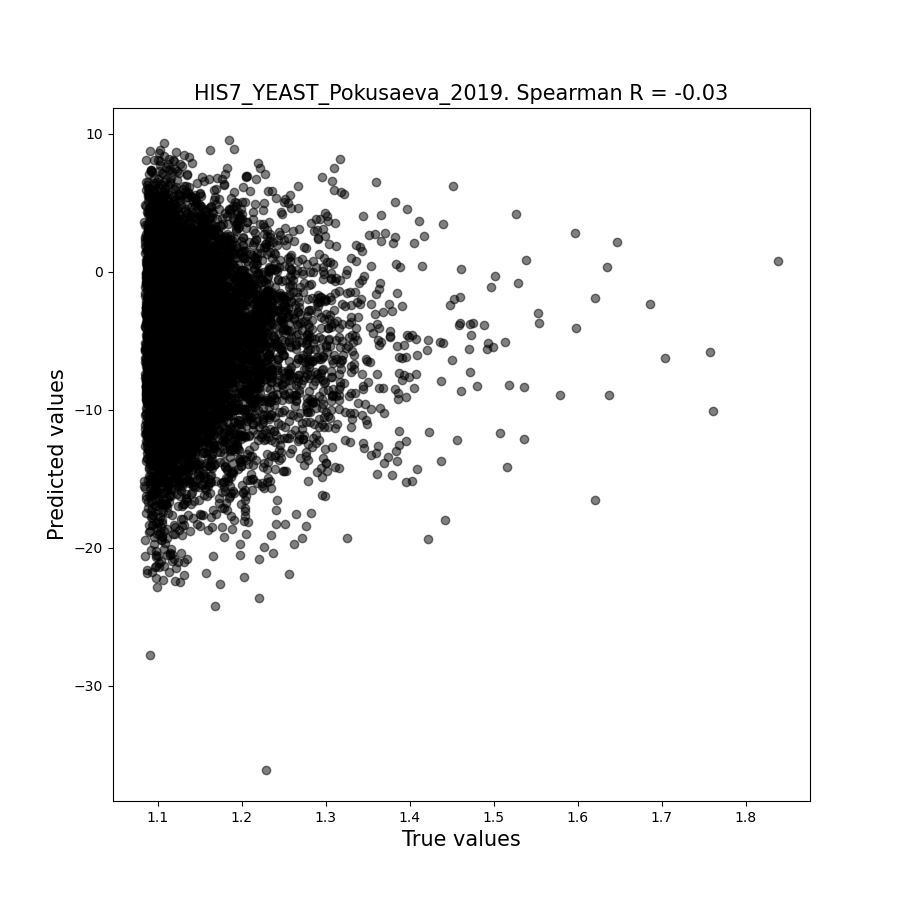 HIS7_YEAST_Pokusaeva_2019. Spearman R = -0.03
10
0
−10
−20
−30
Predicted values
1.1 1.2 1.3 1.4 1.5 1.6 1.7 1.8
True values